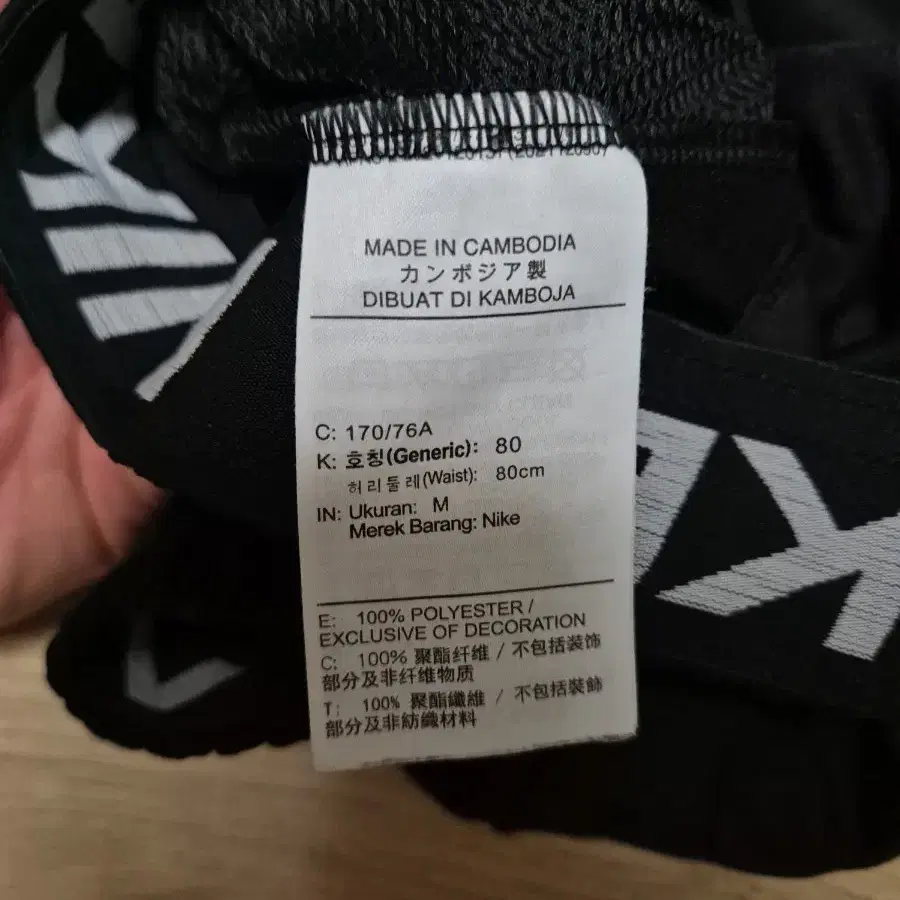 MADE IN CAMBODIA
カンボジア製
DIBUAT DI KAMBOJA
C: 170/76A
K: 호칭(Generic): 80
허리둘레(Waist): 80cm
IN: Ukuran: M
Merek Barang: Nike
E: 100% POLYESTER /
EXCLUSIVE OF DECORATION
C: 100% 聚酯纤维 / 不包括装饰
部分及非纤维物质
T: 100% 聚酯纖維 / 不包括裝飾
部分及非紡織材料